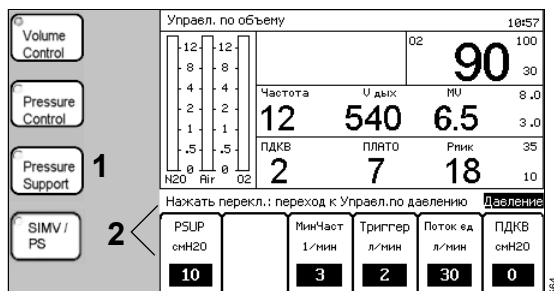 Volume
Control
Pressure
Control
Pressure
Support
SIMV /
PS
1
2
Управл. по объему
10:57
12 12
8 8
4 4
2 2
1 1
.5 .5
0 0
N2O Air O2
O2
90
100
30
Частота
12
V дых
540
MV
6.5
8.0
3.0
ПДКВ
2
ПЛАТО
7
Рпик
18
35
10
Нажать перекл.: переход к Управл.по давлению
Давление
PSUP
смH2O
10
МинЧаст
1/мин
3
Триггер
л/мин
2
Поток ед
л/мин
30
ПДКВ
смH2O
0